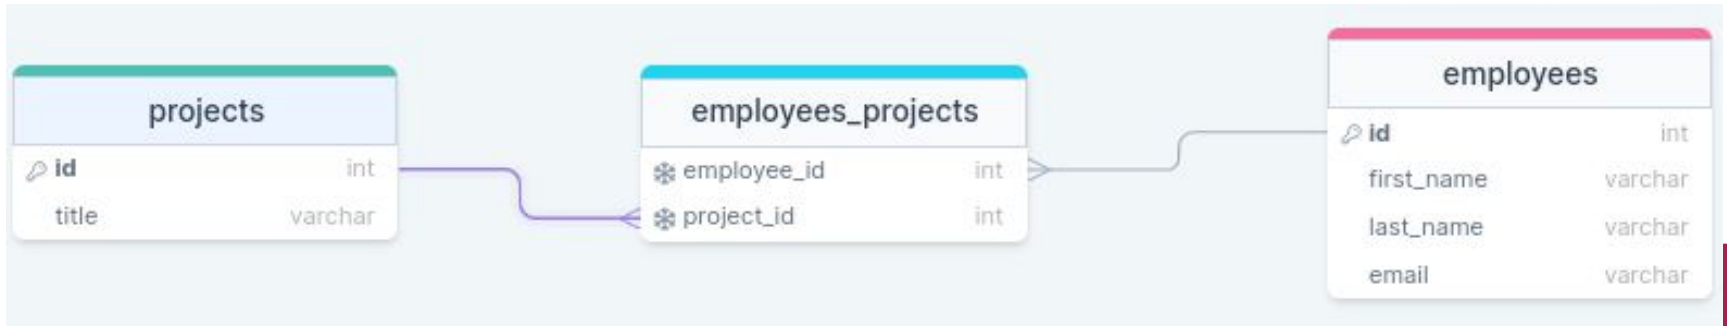 projects
id int
title varchar
employees_projects
employee_id int
project_id int
employees
id int
first_name varchar
last_name varchar
email varchar